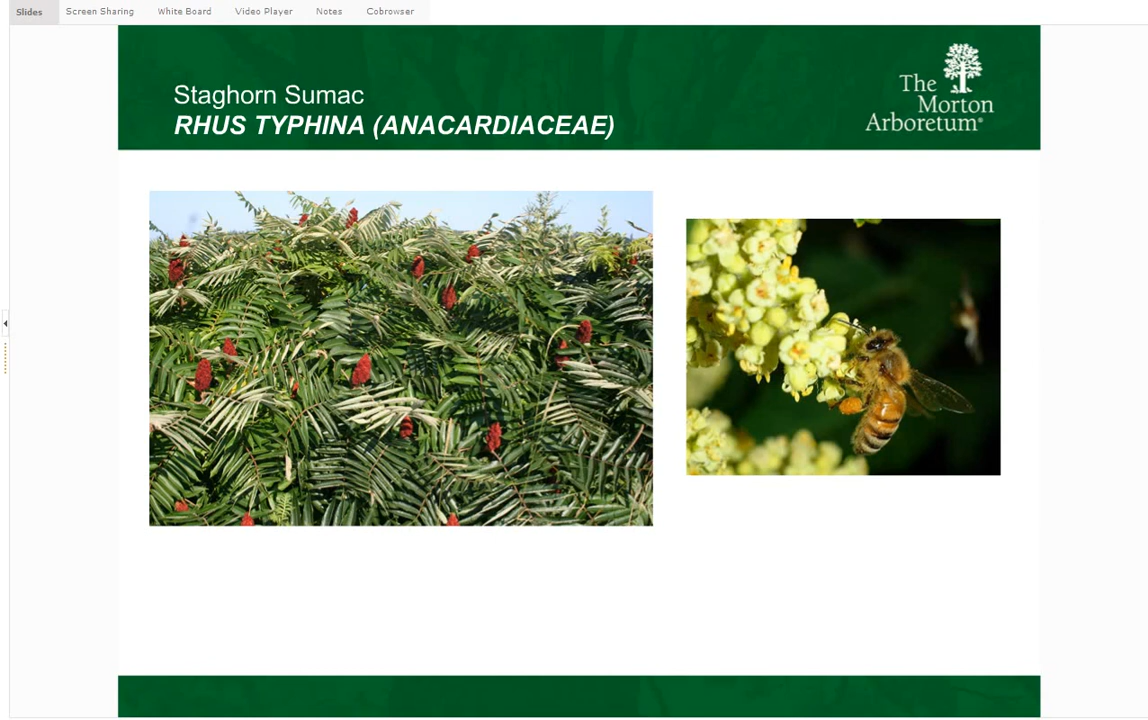 Slides Screen Sharing White Board Video Player Notes Cobrowser
Staghorn Sumac
RHUS TYPHINA (ANACARDIACEAE)
The
Morton
Arboretum®